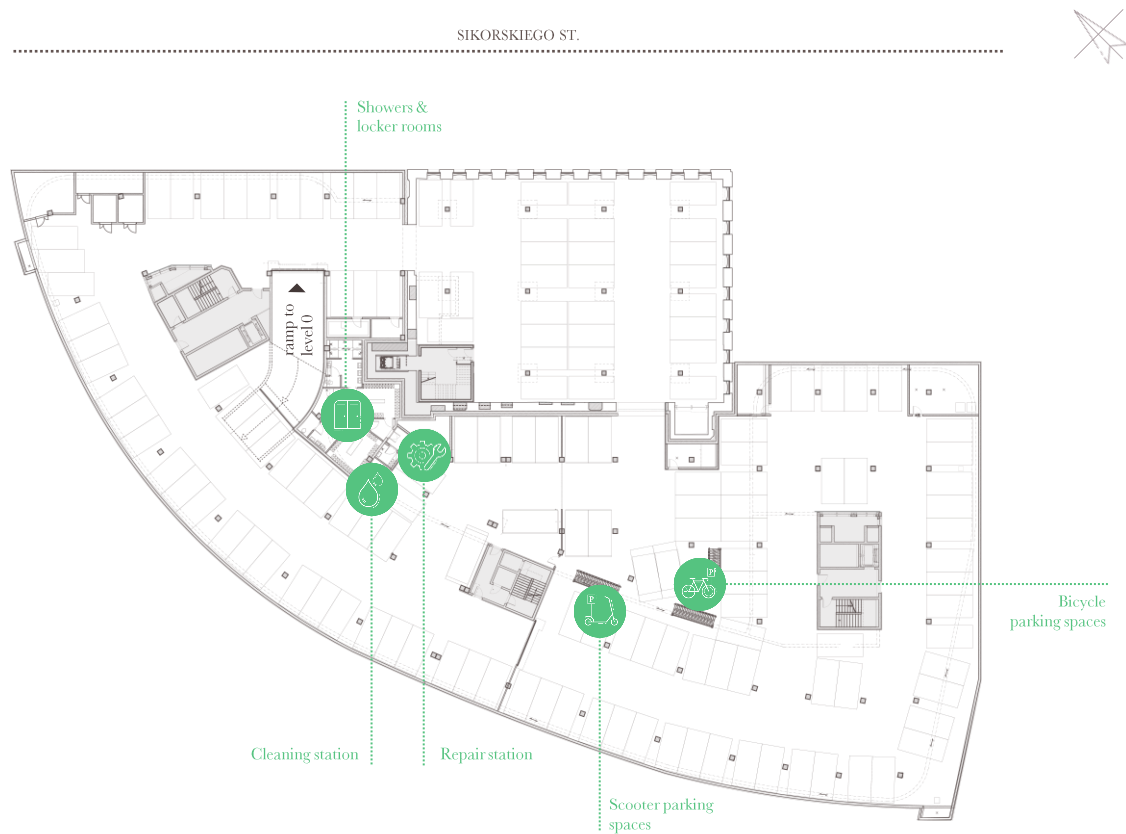 SIKORSKIEGO ST.
Showers &
locker rooms
ramp to
level 0
P
P
Bicycle
parking spaces
Cleaning station
Repair station
Scooter parking
spaces